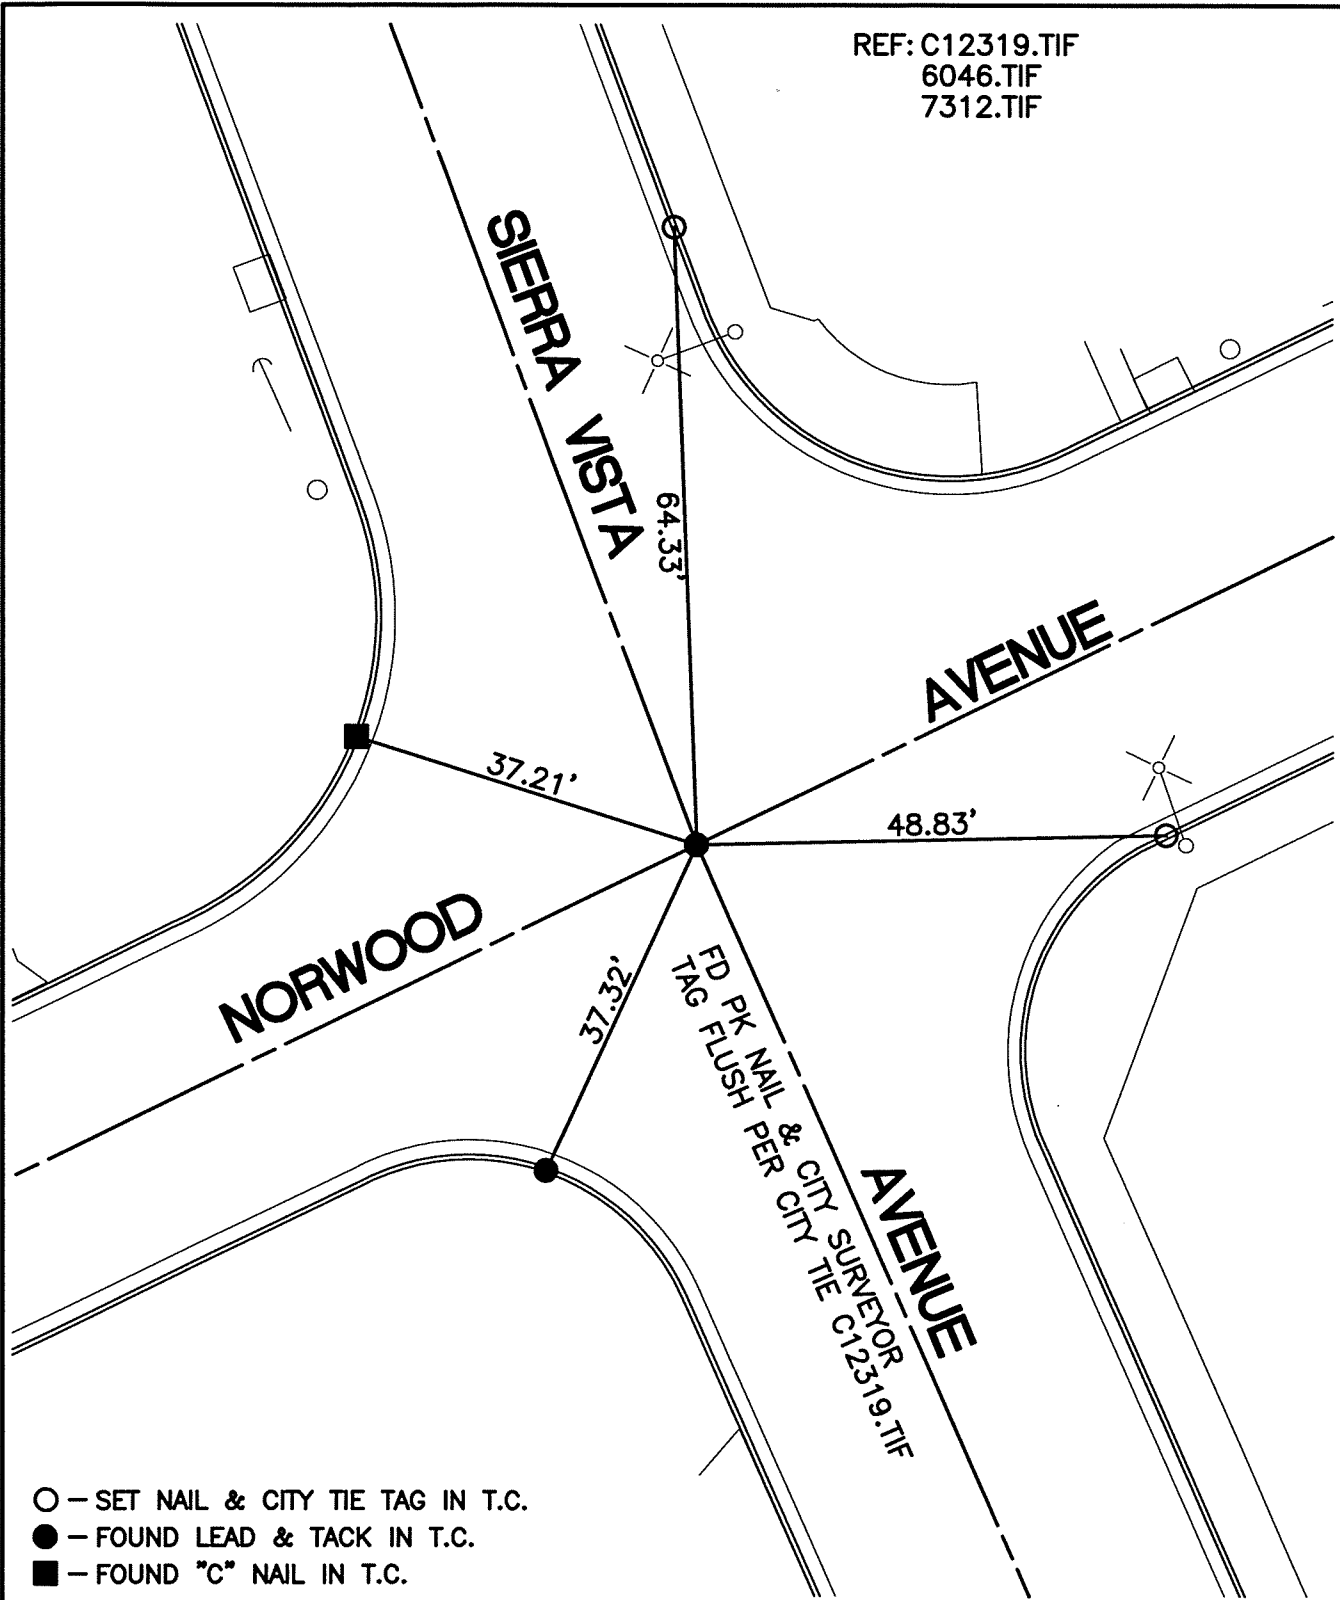 REF: C12319.TIF
6046.TIF
7312.TIF
SIERRA VISTA
64.33'
AVENUE
37.21'
48.83'
NORWOOD
37.32'
FD PK NAIL & CITY SURVEYOR
TAG FLUSH PER CITY TIE C12319.TIF
AVENUE
– SET NAIL & CITY TIE TAG IN T.C.
– FOUND LEAD & TACK IN T.C.
– FOUND "C" NAIL IN T.C.